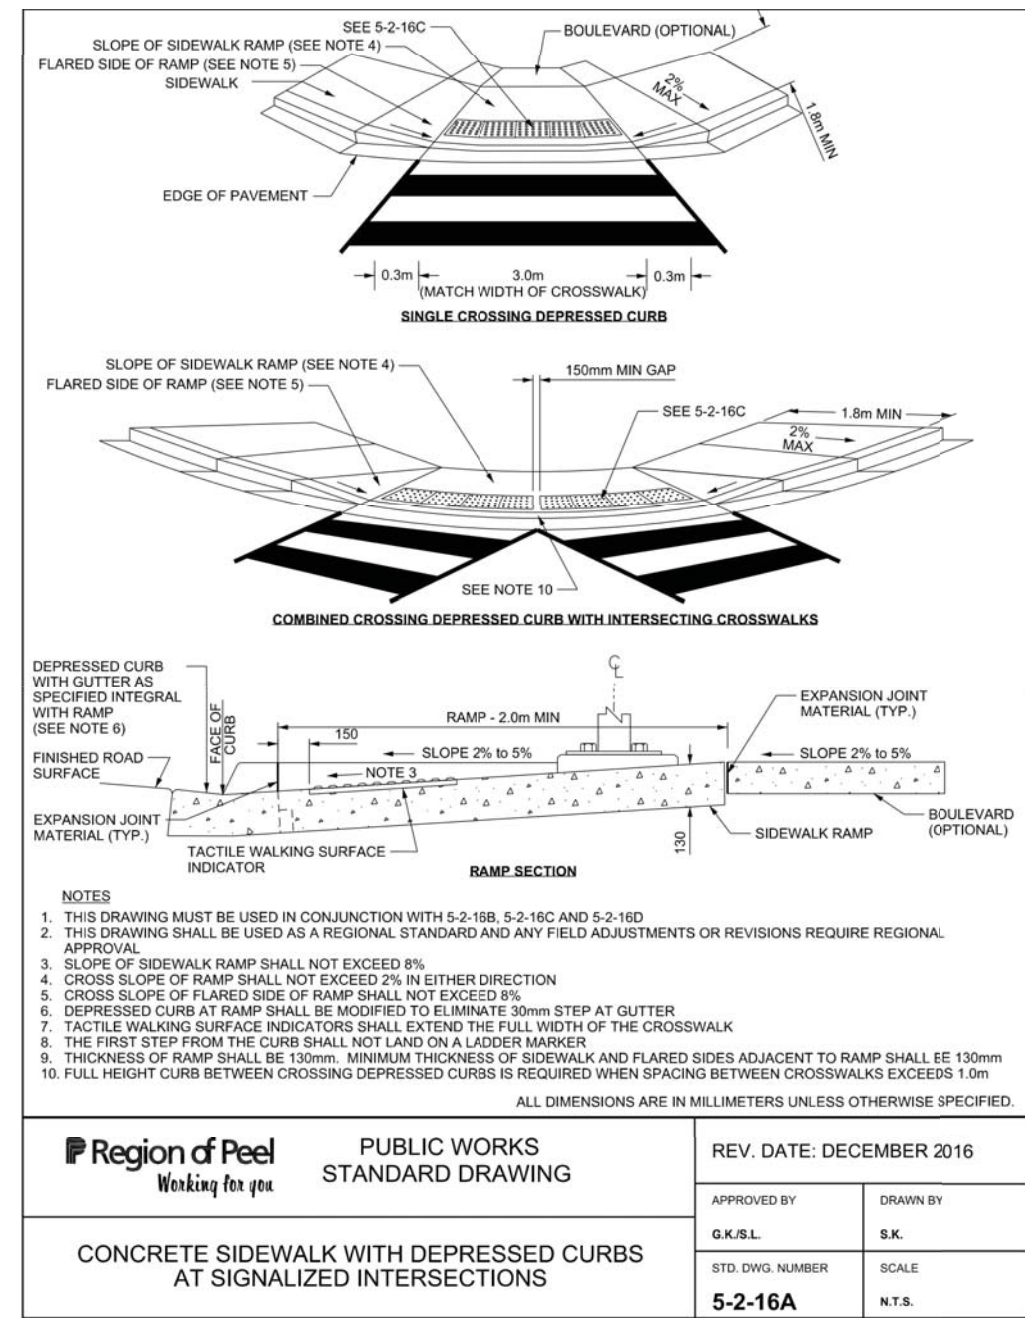 SEE 5-2-16C
BOULEVARD (OPTIONAL)
SLOPE OF SIDEWALK RAMP (SEE NOTE 4)
FLARED SIDE OF RAMP (SEE NOTE 5)
SIDEWALK
2%
MAX
1.8m MIN
EDGE OF PAVEMENT
0.3m
3.0m
0.3m
(MATCH WIDTH OF CROSSWALK)
SINGLE CROSSING DEPRESSED CURB
SLOPE OF SIDEWALK RAMP (SEE NOTE 4)
FLARED SIDE OF RAMP (SEE NOTE 5)
150mm MIN GAP
SEE 5-2-16C
1.8m MIN
2%
MAX
SEE NOTE 10
COMBINED CROSSING DEPRESSED CURB WITH INTERSECTING CROSSWALKS
DEPRESSED CURB
WITH GUTTER AS
SPECIFIED INTEGRAL
WITH RAMP
(SEE NOTE 6)
FINISHED ROAD
SURFACE
FACE OF
CURB
CL
RAMP - 2.0m MIN
150
SLOPE 2% to 5%
NOTE 3
EXPANSION JOINT
MATERIAL (TYP.)
SLOPE 2% to 5%
EXPANSION JOINT
MATERIAL (TYP.)
TACTILE WALKING SURFACE
INDICATOR
130
SIDEWALK RAMP
BOULEVARD
(OPTIONAL)
RAMP SECTION
NOTES
1. THIS DRAWING MUST BE USED IN CONJUNCTION WITH 5-2-16B, 5-2-16C AND 5-2-16D
2. THIS DRAWING SHALL BE USED AS A REGIONAL STANDARD AND ANY FIELD ADJUSTMENTS OR REVISIONS REQUIRE REGIONAL
APPROVAL
3. SLOPE OF SIDEWALK RAMP SHALL NOT EXCEED 8%
4. CROSS SLOPE OF RAMP SHALL NOT EXCEED 2% IN EITHER DIRECTION
5. CROSS SLOPE OF FLARED SIDE OF RAMP SHALL NOT EXCEED 8%
6. DEPRESSED CURB AT RAMP SHALL BE MODIFIED TO ELIMINATE 30mm STEP AT GUTTER
7. TACTILE WALKING SURFACE INDICATORS SHALL EXTEND THE FULL WIDTH OF THE CROSSWALK
8. THE FIRST STEP FROM THE CURB SHALL NOT LAND ON A LADDER MARKER
9. THICKNESS OF RAMP SHALL BE 130mm. MINIMUM THICKNESS OF SIDEWALK AND FLARED SIDES ADJACENT TO RAMP SHALL BE 130mm
10. FULL HEIGHT CURB BETWEEN CROSSING DEPRESSED CURBS IS REQUIRED WHEN SPACING BETWEEN CROSSWALKS EXCEEDS 1.0m
ALL DIMENSIONS ARE IN MILLIMETERS UNLESS OTHERWISE SPECIFIED.
Region of Peel
Working for you
PUBLIC WORKS
STANDARD DRAWING
REV. DATE: DECEMBER 2016
APPROVED BY
G.K./S.L.
DRAWN BY
S.K.
CONCRETE SIDEWALK WITH DEPRESSED CURBS
AT SIGNALIZED INTERSECTIONS
STD. DWG. NUMBER
5-2-16A
SCALE
N.T.S.